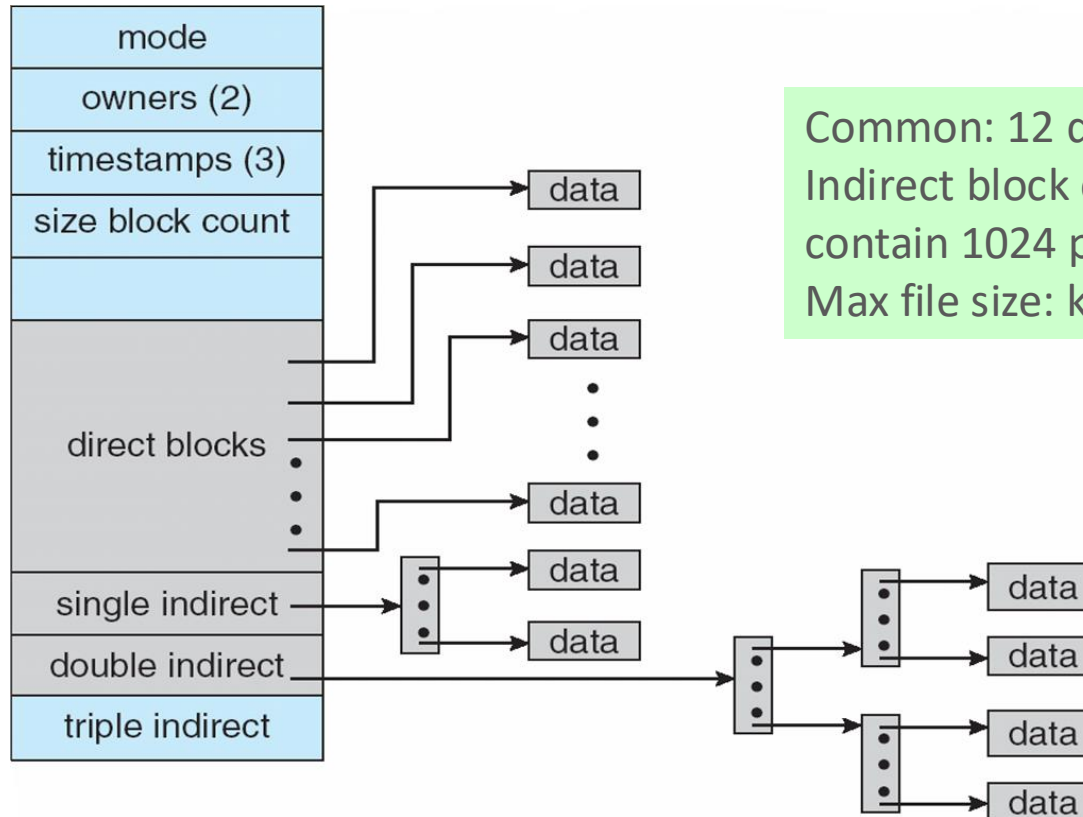 mode
owners (2)
timestamps (3)
size block count
direct blocks
single indirect
double indirect
triple indirect
data
data
data
data
data
data
data
data
data
data
Common: 12
Indirect block
contain 1024
Max file size: